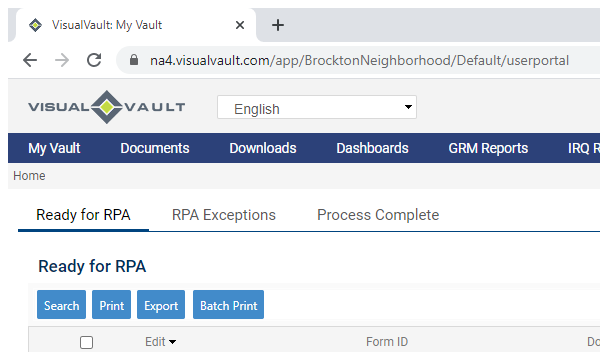 VisualVault: My Vault
na4.visualvault.com/app/BrocktonNeighborhood/Default/userportal
VISUAL VAULT
English
My Vault Documents Downloads Dashboards GRM Reports IRQ R
Home
Ready for RPA RPA Exceptions Process Complete
Ready for RPA
Search Print Export Batch Print
Edit Form ID Do